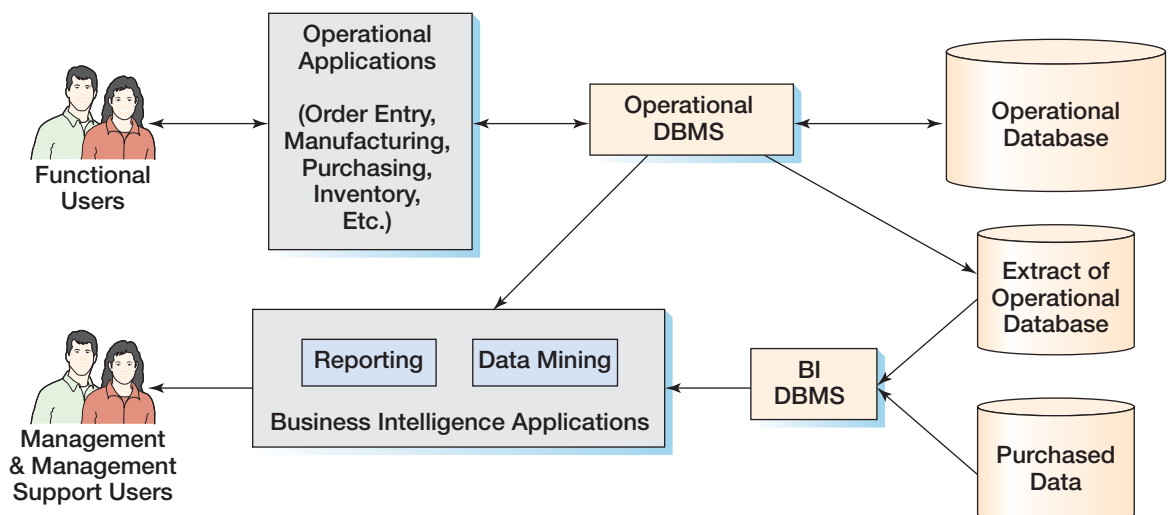 Operational
Applications
(Order Entry,
Manufacturing,
Purchasing,
Inventory,
Etc.)
Functional
Users
Operational
DBMS
Operational
Database
Extract of
Operational
Database
Reporting
Data Mining
Business Intelligence Applications
BI
DBMS
Management
& Management
Support Users
Purchased
Data